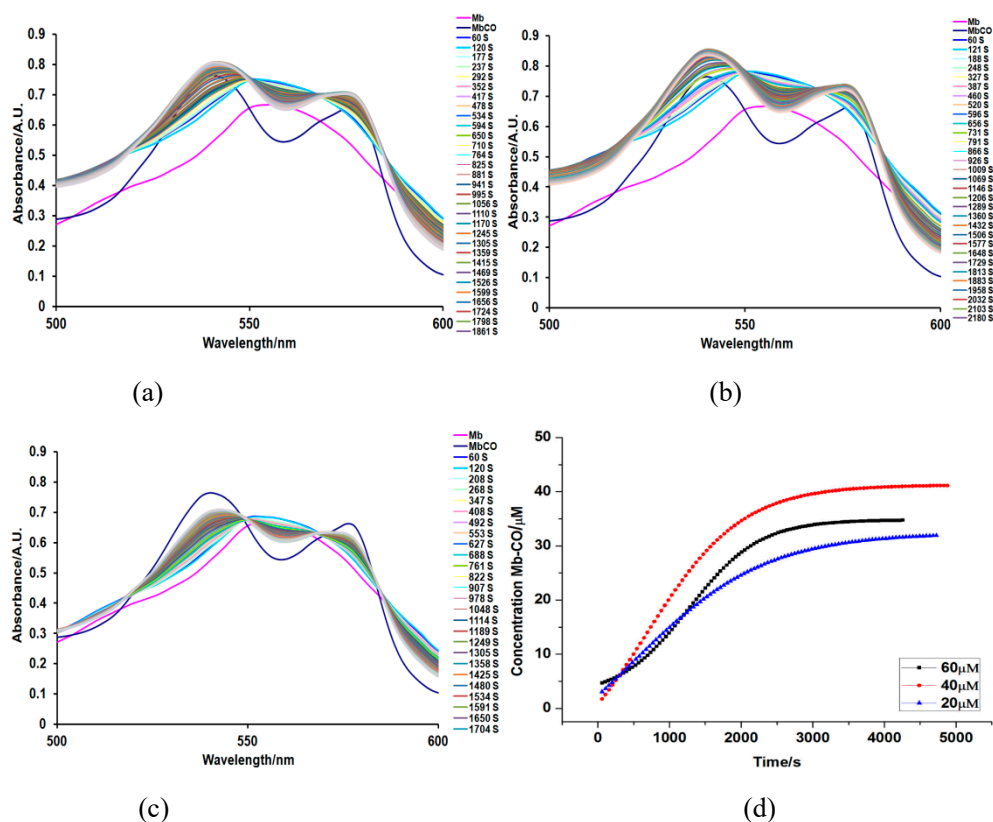 Absorbance/A.U.
0.9
0.8
0.7
0.6
0.5
0.4
0.3
0.2
0.1
0
500
550
600
Wavelength/nm
Mb
MbCO
60 S
120 S
177 S
237 S
292 S
352 S
417 S
478 S
534 S
594 S
650 S
710 S
764 S
825 S
881 S
941 S
995 S
1056 S
1110 S
1170 S
1245 S
1305 S
1359 S
1415 S
1469 S
1526 S
1599 S
1656 S
1724 S
1798 S
1861 S
(a)
Absorbance/A.U.
0.9
0.8
0.7
0.6
0.5
0.4
0.3
0.2
0.1
0
500
550
600
Wavelength/nm
Mb
MbCO
60 S
121 S
188 S
248 S
327 S
387 S
460 S
520 S
596 S
656 S
731 S
791 S
866 S
926 S
1009 S
1069 S
1146 S
1206 S
1289 S
1360 S
1432 S
1506 S
1577 S
1648 S
1729 S
1813 S
1883 S
1958 S
2032 S
2103 S
2180 S
(b)
Absorbance/A.U.
0.9
0.8
0.7
0.6
0.5
0.4
0.3
0.2
0.1
0
500
550
600
Wavelength/nm
Mb
MbCO
60 S
120 S
208 S
268 S
347 S
408 S
492 S
553 S
627 S
688 S
761 S
822 S
907 S
978 S
1048 S
1114 S
1189 S
1249 S
1305 S
1358 S
1425 S
1480 S
1534 S
1591 S
1650 S
1704 S
(c)
Concentration Mb-CO/µM
50
40
30
20
10
0
0
1000
2000
3000
4000
5000
Time/s
60µM
40µM
20µM
(d)